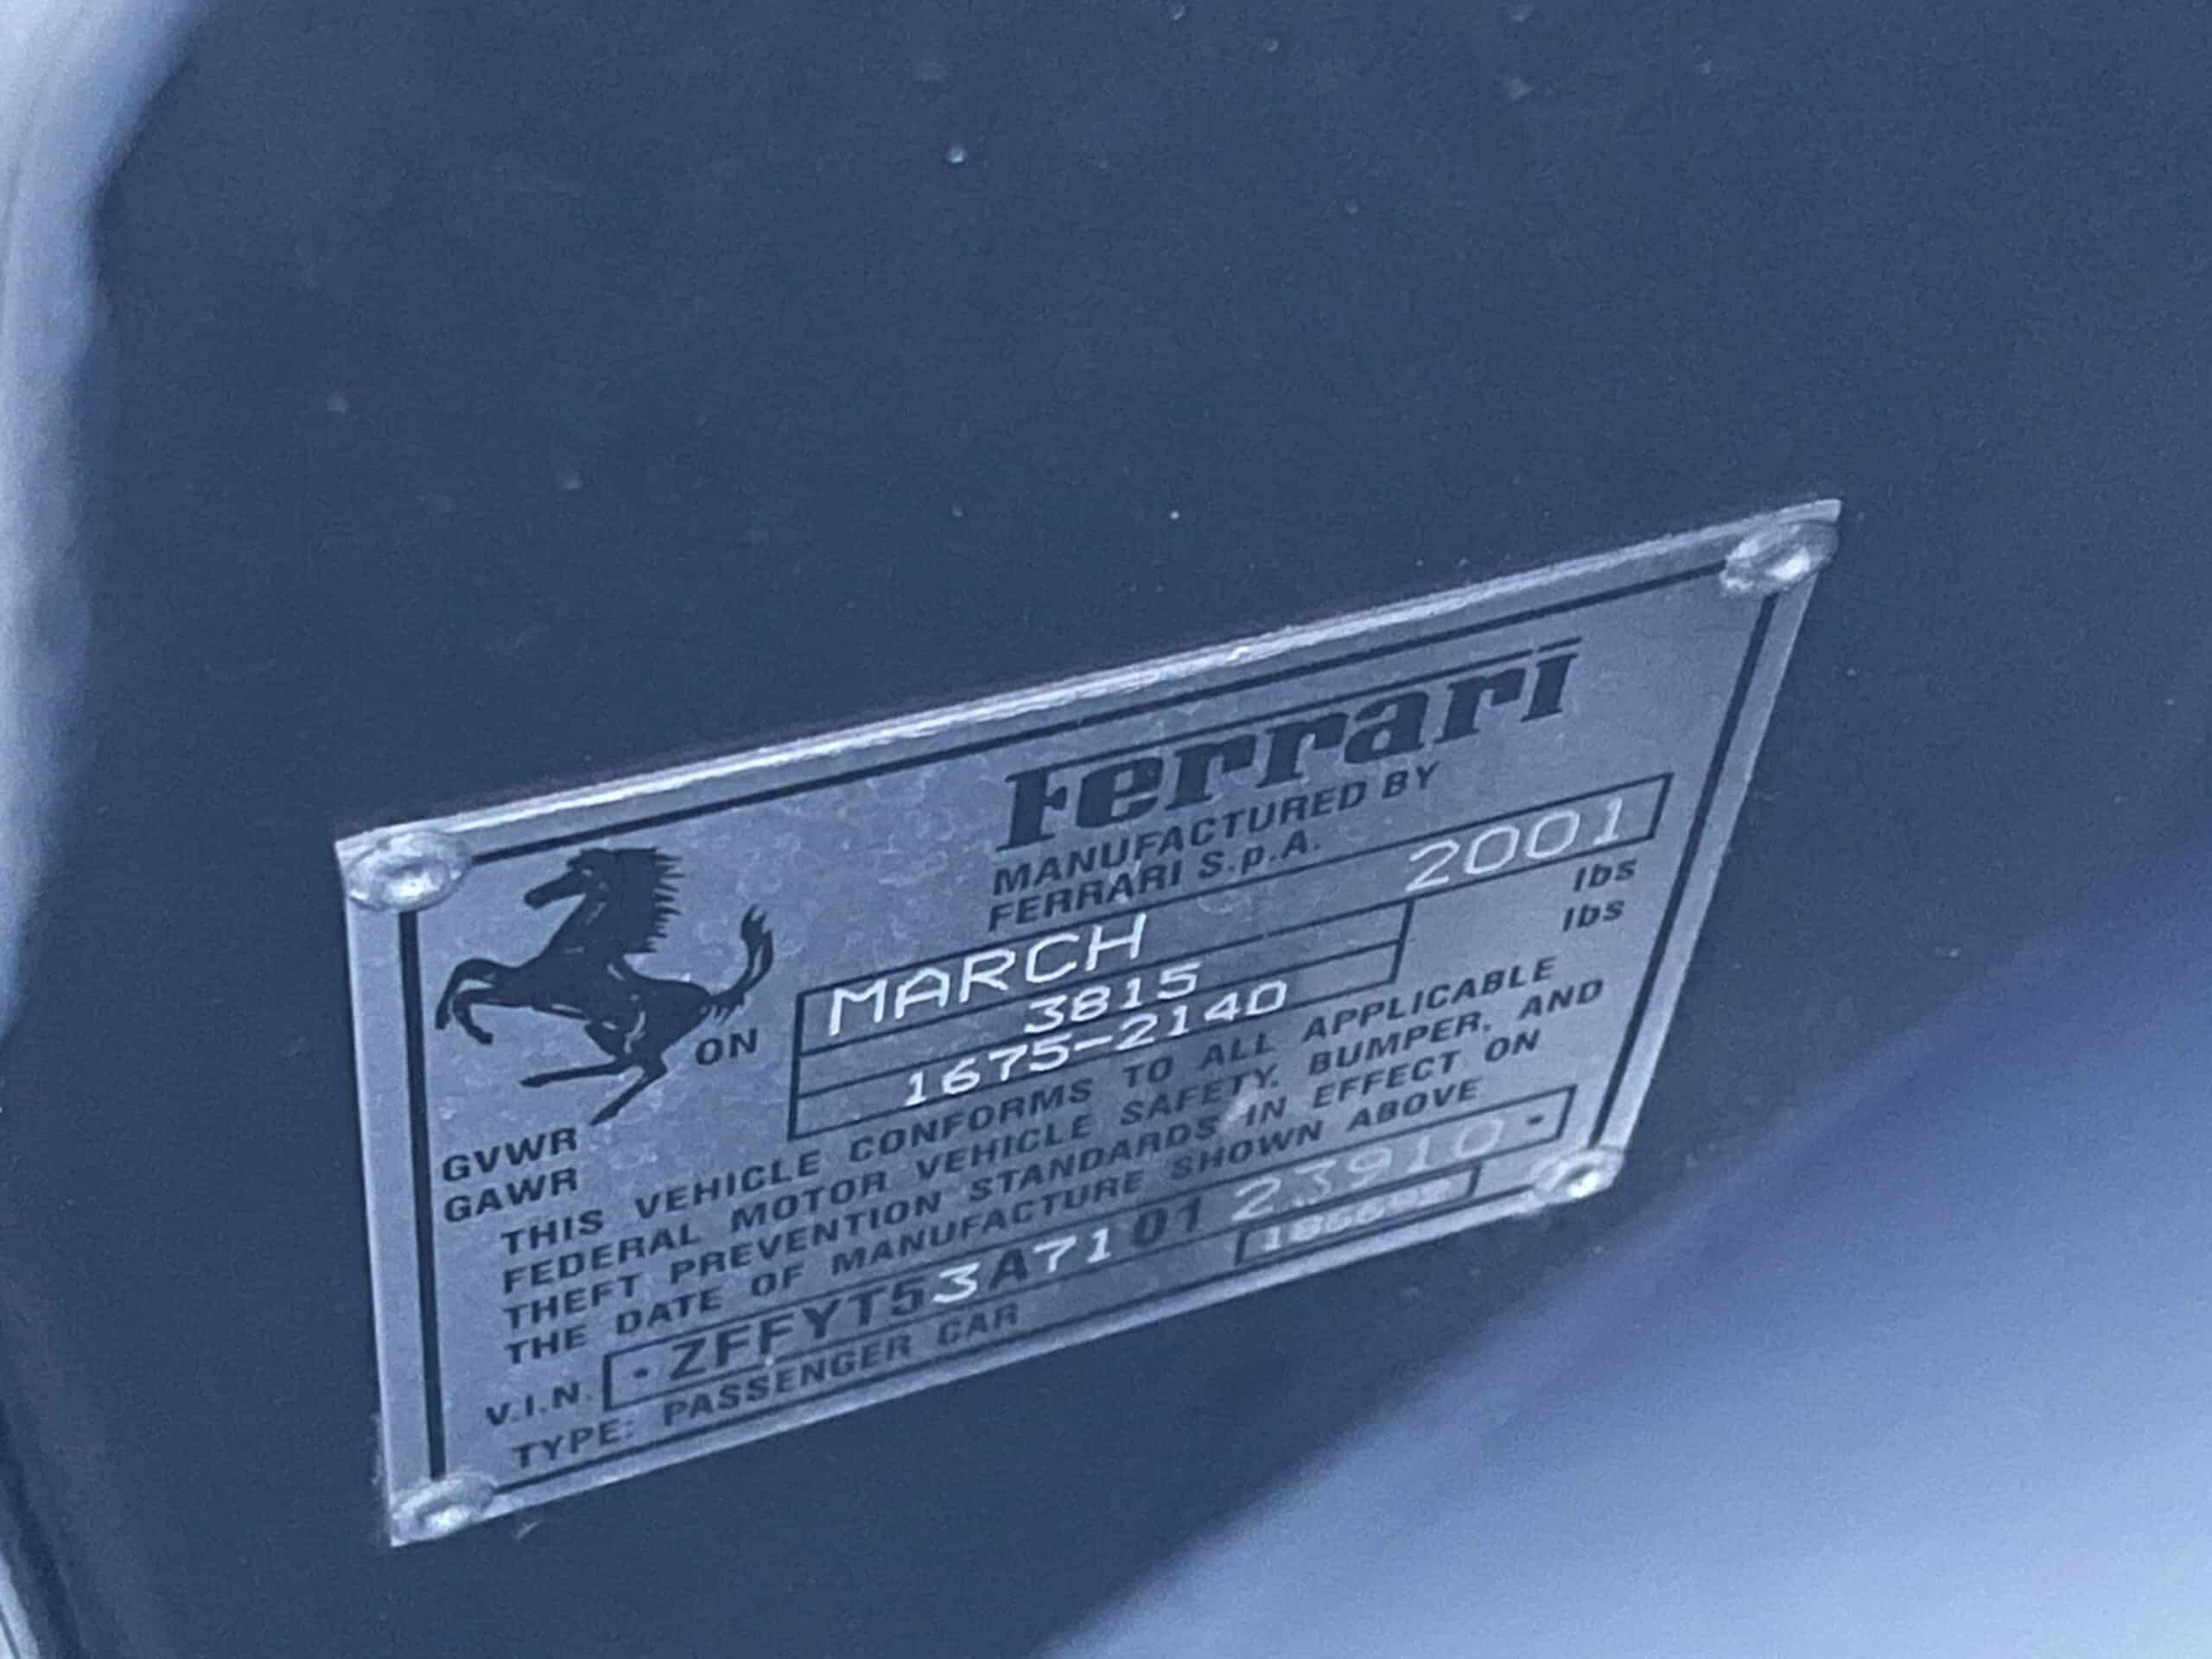 Ferrari
MANUFACTURED BY
FERRARI S.p.A.
ON MARCH 2001
GVWR 3815 lbs
GAWR 1675-2140 lbs
THIS VEHICLE CONFORMS TO ALL APPLICABLE
FEDERAL MOTOR VEHICLE SAFETY, BUMPER, AND
THEFT PREVENTION STANDARDS IN EFFECT ON
THE DATE OF MANUFACTURE SHOWN ABOVE
V.I.N. · ZFFYT53A7101 23910 ·
TYPE: PASSENGER CAR